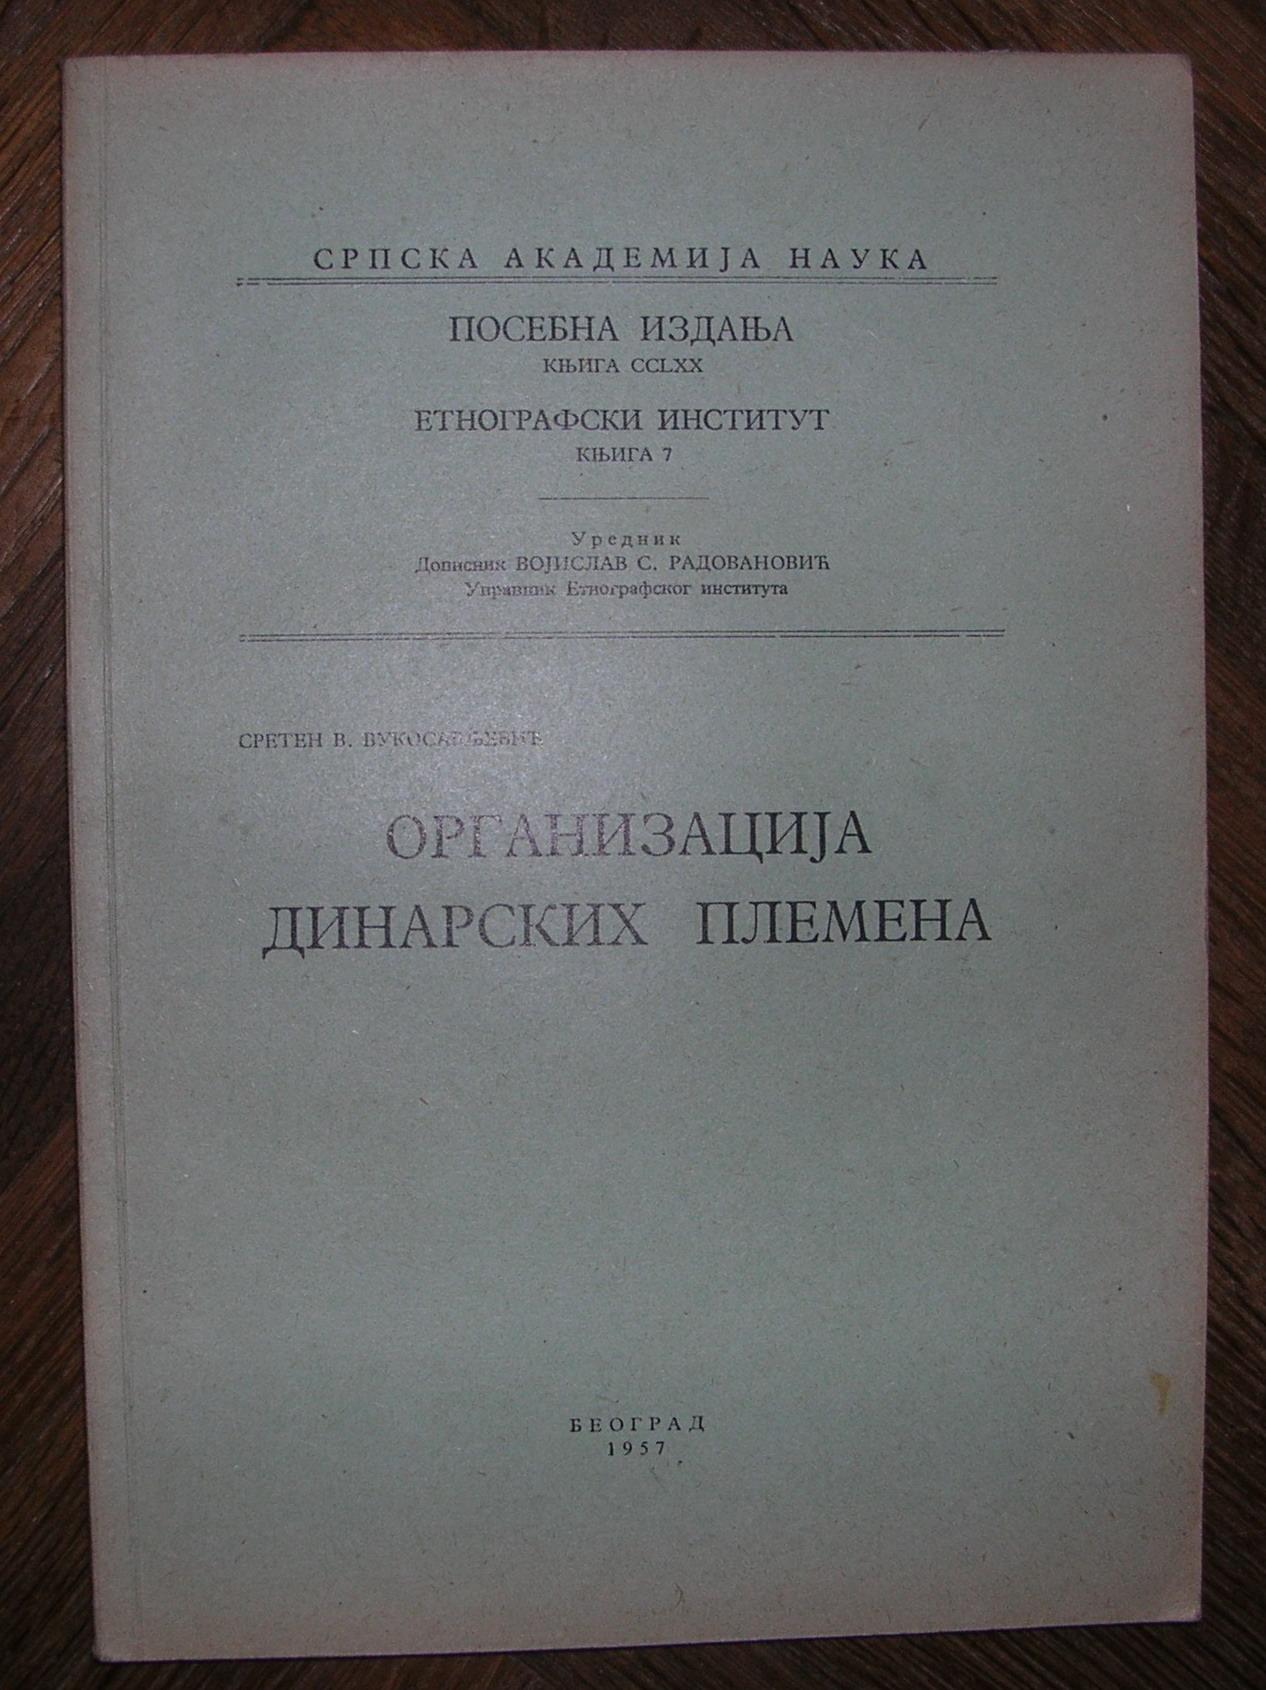 СРПСКА АКАДЕМИЈА НАУКА
ПОСЕБНА ИЗДАЊА
КЊИГА CCLXX
ЕТНОГРАФСКИ ИНСТИТУТ
КЊИГА 7
Уредник
Дописник ВОЈИСЛАВ С. РАДОВАНОВИЋ
Управник Етнографског института
СРЕТЕН В. ВУКОСАВЉЕВИЋ
ОРГАНИЗАЦИЈА
ДИНАРСКИХ ПЛЕМЕНА
БЕОГРАД
1957